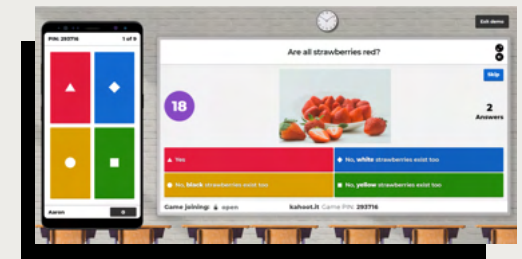 PIN: 293716 1 of 9
Aaron 0
Exit demo
Are all strawberries red?
Skip
18
2
Answers
Yes
No, white strawberries exist too
No, black strawberries exist too
No, yellow strawberries exist too
Game joining: open
kahoot.it Game PIN: 293716